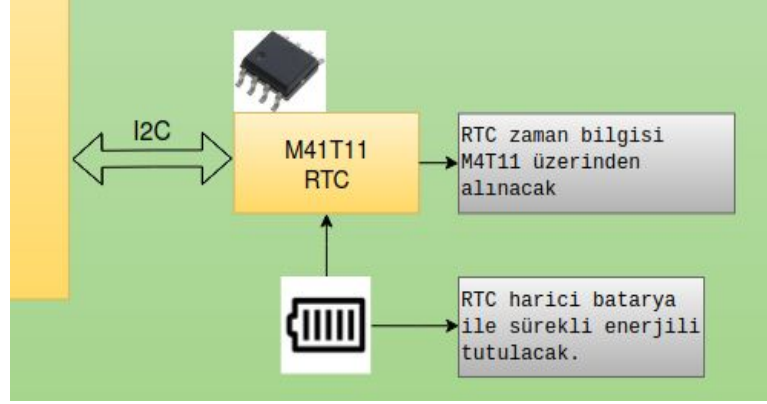 I2C
M41T11
RTC
RTC zaman bilgisi
M4T11 üzerinden
alınacak
RTC harici batarya
ile sürekli enerjili
tutulacak.